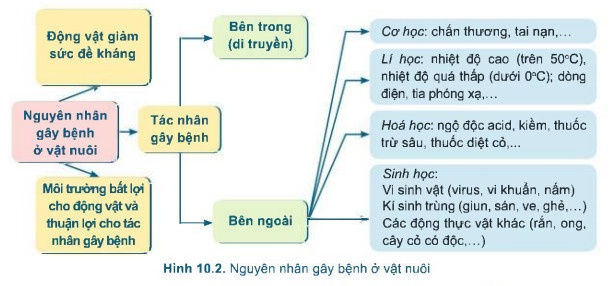 Động vật giảm
sức đề kháng
Nguyên nhân
gây bệnh
ở vật nuôi
Môi trường bất lợi
cho động vật và
thuận lợi cho tác
nhân gây bệnh
Tác nhân
gây bệnh
Bên trong
(di truyền)
Bên ngoài
Cơ học: chấn thương, tai nạn,...
Lí học: nhiệt độ cao (trên 50°C),
nhiệt độ quá thấp (dưới 0°C); dòng
điện, tia phóng xạ,...
Hoá học: ngộ độc acid, kiềm, thuốc
trừ sâu, thuốc diệt cỏ,...
Sinh học:
Vi sinh vật (virus, vi khuẩn, nấm)
Kí sinh trùng (giun, sán, ve, ghẻ,...)
Các động thực vật khác (rắn, ong,
cây cỏ có độc,...)
Hình 10.2. Nguyên nhân gây bệnh ở vật nuôi